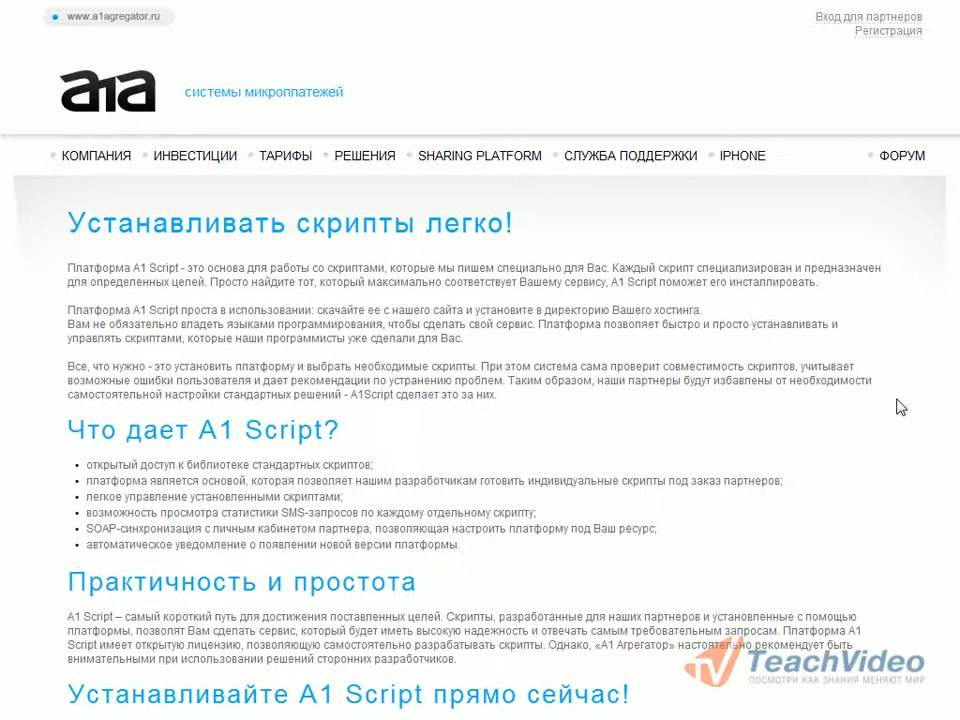 www.a1agregator.ru
Вход для партнеров
Регистрация
a1a
системы микроплатежей
КОМПАНИЯ ИНВЕСТИЦИИ ТАРИФЫ РЕШЕНИЯ SHARING PLATFORM СЛУЖБА ПОДДЕРЖКИ IPHONE ФОРУМ
Устанавливать скрипты легко!
Платформа A1 Script - это основа для работы со скриптами, которые мы пишем специально для Вас. Каждый скрипт специализирован и предназначен
для определенных целей. Просто найдите тот, который максимально соответствует Вашему сервису, A1 Script поможет его инсталлировать.
Платформа A1 Script проста в использовании: скачайте ее с нашего сайта и установите в директорию Вашего хостинга.
Вам не обязательно владеть языками программирования, чтобы сделать свой сервис. Платформа позволяет быстро и просто устанавливать и
управлять скриптами, которые наши программисты уже сделали для Вас.
Все, что нужно - это установить платформу и выбрать необходимые скрипты. При этом система сама проверит совместимость скриптов, учитывает
возможные ошибки пользователя и дает рекомендации по устранению проблем. Таким образом, наши партнеры будут избавлены от необходимости
самостоятельной настройки стандартных решений - A1Script сделает это за них.
Что дает A1 Script?
• открытый доступ к библиотеке стандартных скриптов;
• платформа является основой, которая позволяет нашим разработчикам готовить индивидуальные скрипты под заказ партнеров;
• легкое управление установленными скриптами;
• возможность просмотра статистики SMS-запросов по каждому отдельному скрипту;
• SOAP-синхронизация с личным кабинетом партнера, позволяющая настроить платформу под Ваш ресурс;
• автоматическое уведомление о появлении новой версии платформы.
Практичность и простота
A1 Script – самый короткий путь для достижения поставленных целей. Скрипты, разработанные для наших партнеров и установленные с помощью
платформы, позволят Вам сделать сервис, который будет иметь высокую надежность и отвечать самым требовательным запросам. Платформа A1
Script имеет открытую лицензию, позволяющую самостоятельно разрабатывать скрипты. Однако, «A1 Агрегатор» настоятельно рекомендует быть
внимательными при использовании решений сторонних разработчиков.
TeachVideo
ПОСМОТРИ КАК ЗНАНИЯ МЕНЯЮТ МИР
Устанавливайте A1 Script прямо сейчас!